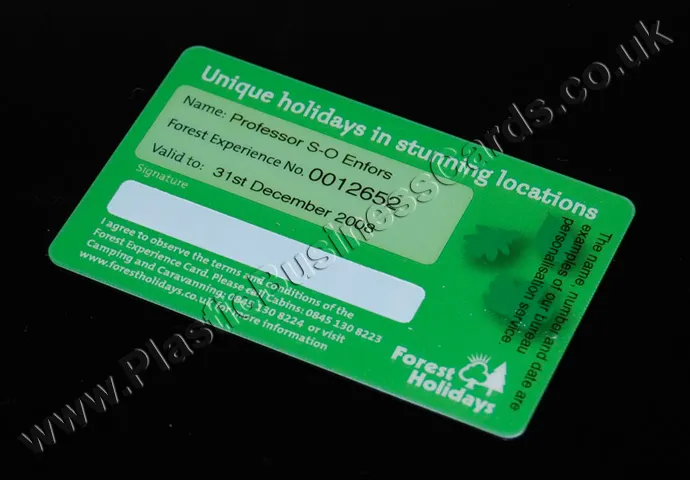 Unique holidays in stunning locations
Name: Professor S-O Enfors
Forest Experience No. 0012652
Valid to: 31st December 2008
Signature
I agree to observe the terms and conditions of the
Forest Experience Card. Please call Cabins: 0845 130 8223
Camping and Caravanning: 0845 130 8224 or visit
www.forestholidays.co.uk for more information
Forest
Holidays
The name, number and date are
examples of our bureau
personalisation service
www.PlasticBusinessCards.co.uk